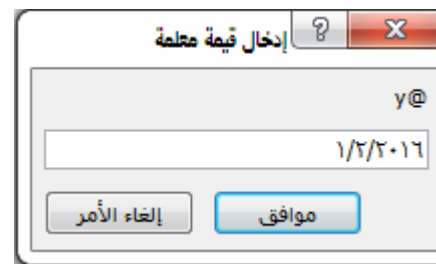 إدخال قيمة معلمة
y@
١/٢/٢٠١٦
موافق
إلغاء الأمر